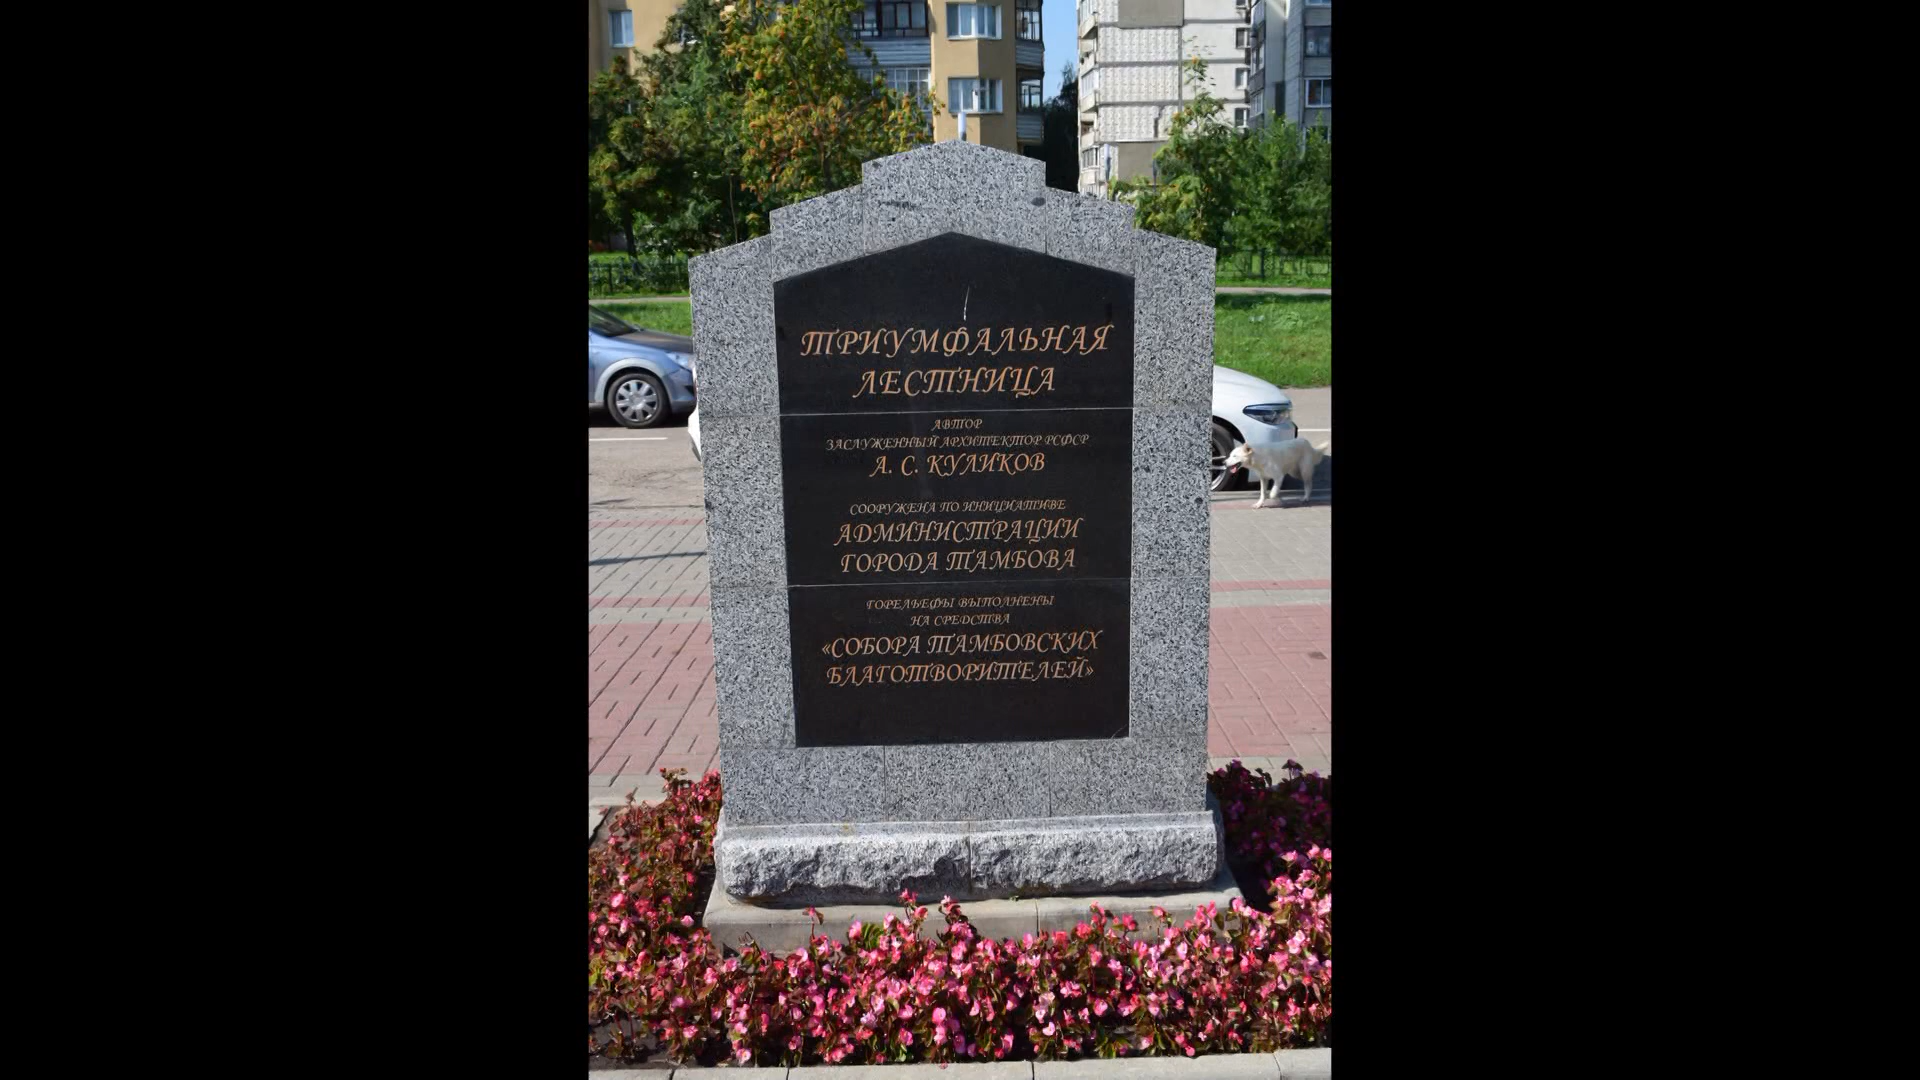 ТРИУМФАЛЬНАЯ
ЛЕСТНИЦА
АВТОР
ЗАСЛУЖЕННЫЙ АРХИТЕКТОР РСФСР
А. С. КУЛИКОВ
СООРУЖЕНА ПО ИНИЦИАТИВЕ
АДМИНИСТРАЦИИ
ГОРОДА ТАМБОВА
ГОРЕЛЬЕФЫ ВЫПОЛНЕНЫ
НА СРЕДСТВА
«СОБОРА ТАМБОВСКИХ
БЛАГОТВОРИТЕЛЕЙ»